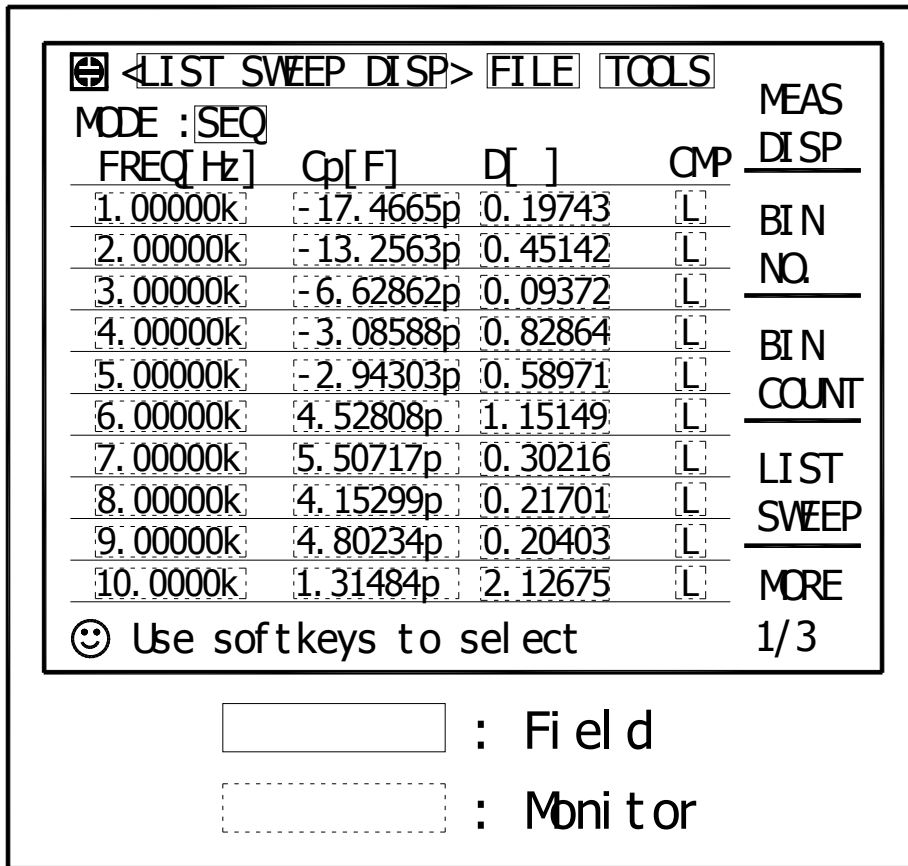 <LIST SWEEP DISP> FILE TOOLS
MODE :SEQ
FREQ[Hz] Cp[F] D[ ] CMP
1.00000k -17.4665p 0.19743 L
2.00000k -13.2563p 0.45142 L
3.00000k -6.62862p 0.09372 L
4.00000k -3.08588p 0.82864 L
5.00000k -2.94303p 0.58971 L
6.00000k 4.52808p 1.15149 L
7.00000k 5.50717p 0.30216 L
8.00000k 4.15299p 0.21701 L
9.00000k 4.80234p 0.20403 L
10.0000k 1.31484p 2.12675 L
Use softkeys to select
MEAS
DISP
BIN
NO.
BIN
COUNT
LIST
SWEEP
MORE
1/3
: Field
: Monitor